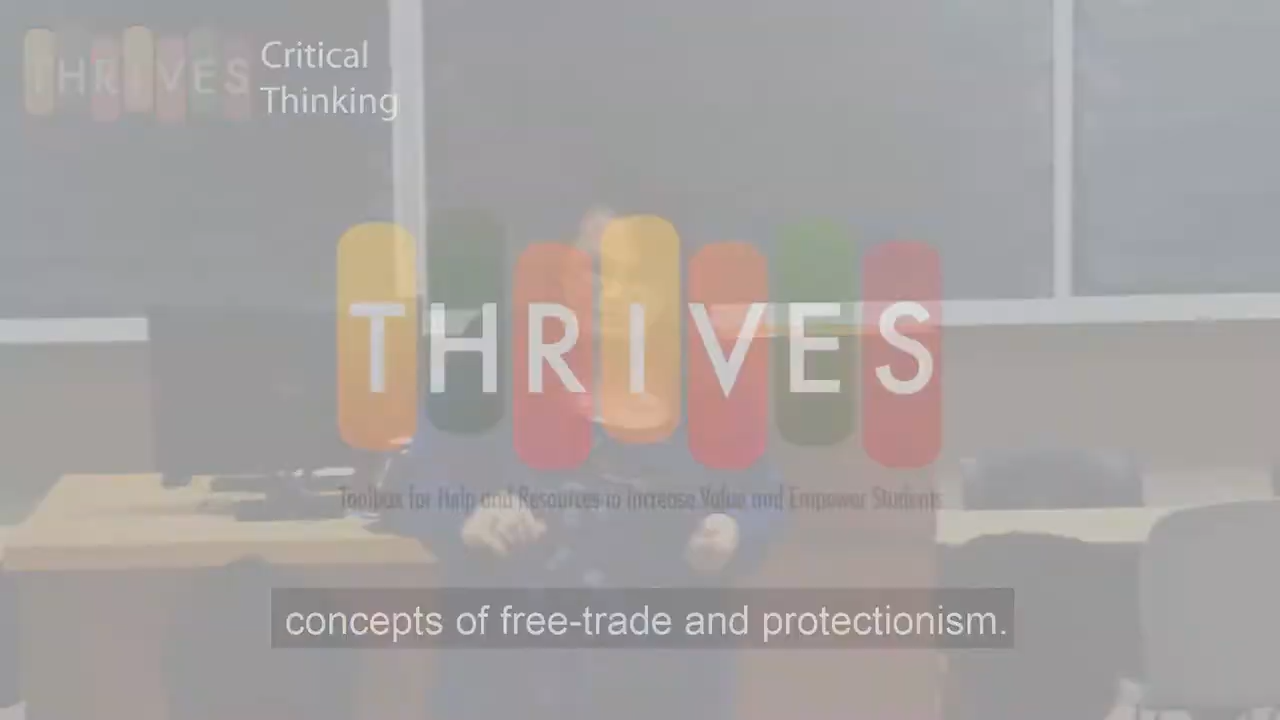 THRIVES
Critical
Thinking
THRIVES
Toolbox for Help and Resources to Increase Value and Empower Students
concepts of free-trade and protectionism.